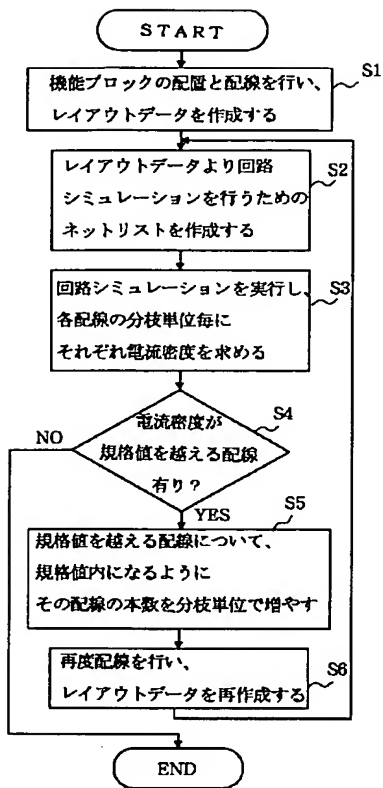 START
S1
機能ブロックの配置と配線を行い、
レイアウトデータを作成する
S2
レイアウトデータより回路
シミュレーションを行うための
ネットリストを作成する
S3
回路シミュレーションを実行し、
各配線の分枝単位毎に
それぞれ電流密度を求める
S4
電流密度が
規格値を越える配線
有り？
NO
YES
S5
規格値を越える配線について、
規格値内になるように
その配線の本数を分枝単位で増やす
S6
再度配線を行い、
レイアウトデータを再作成する
END